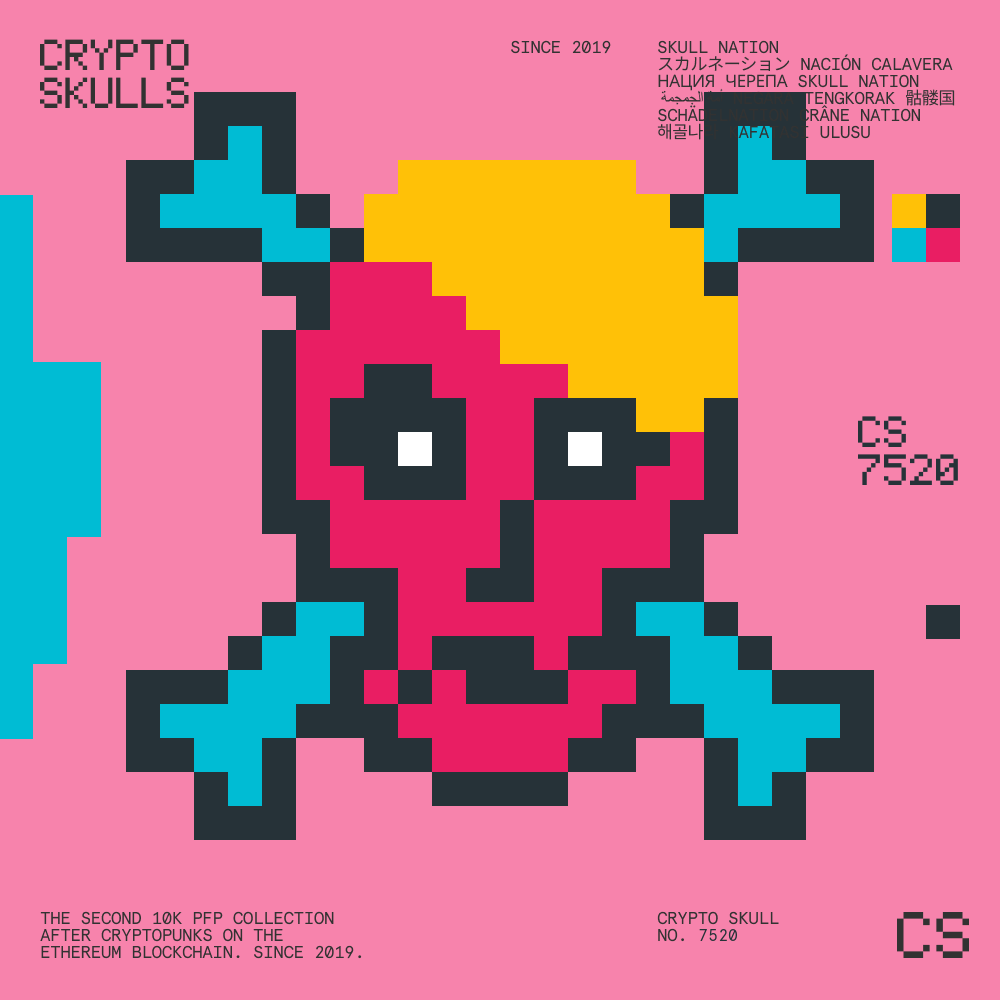 CRYPTO
SKULLS
SINCE 2019
SKULL NATION
スカルネーション NACIÓN CALAVERA
НАЦИЯ ЧЕРЕПА SKULL NATION
TENGKORAK 骷髅国
CRÂNE NATION
ULUSU
CS
7520
THE SECOND 10K PFP COLLECTION
AFTER CRYPTOPUNKS ON THE
ETHEREUM BLOCKCHAIN. SINCE 2019.
CRYPTO SKULL
NO. 7520
CS